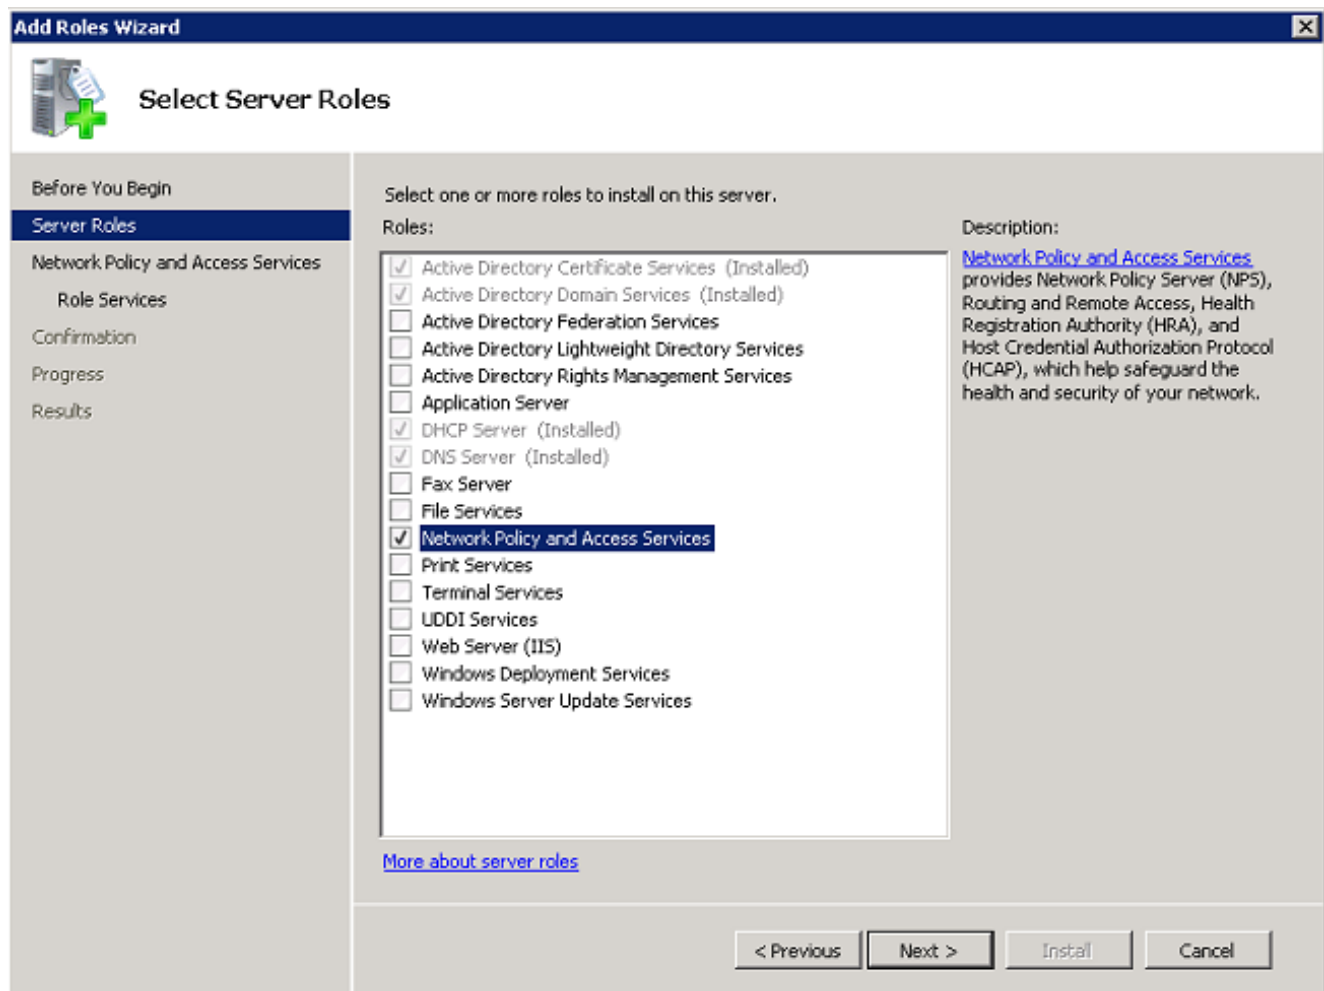 Add Roles Wizard
Select Server Roles
Before You Begin
Server Roles
Network Policy and Access Services
Role Services
Confirmation
Progress
Results
Select one or more roles to install on this server.
Roles:
Active Directory Certificate Services (Installed)
Active Directory Domain Services (Installed)
Active Directory Federation Services
Active Directory Lightweight Directory Services
Active Directory Rights Management Services
Application Server
DHCP Server (Installed)
DNS Server (Installed)
Fax Server
File Services
Network Policy and Access Services
Print Services
Terminal Services
UDDI Services
Web Server (IIS)
Windows Deployment Services
Windows Server Update Services
More about server roles
Description:
Network Policy and Access Services
provides Network Policy Server (NPS),
Routing and Remote Access, Health
Registration Authority (HRA), and
Host Credential Authorization Protocol
(HCAP), which help safeguard the
health and security of your network.
< Previous
Next >
Install
Cancel